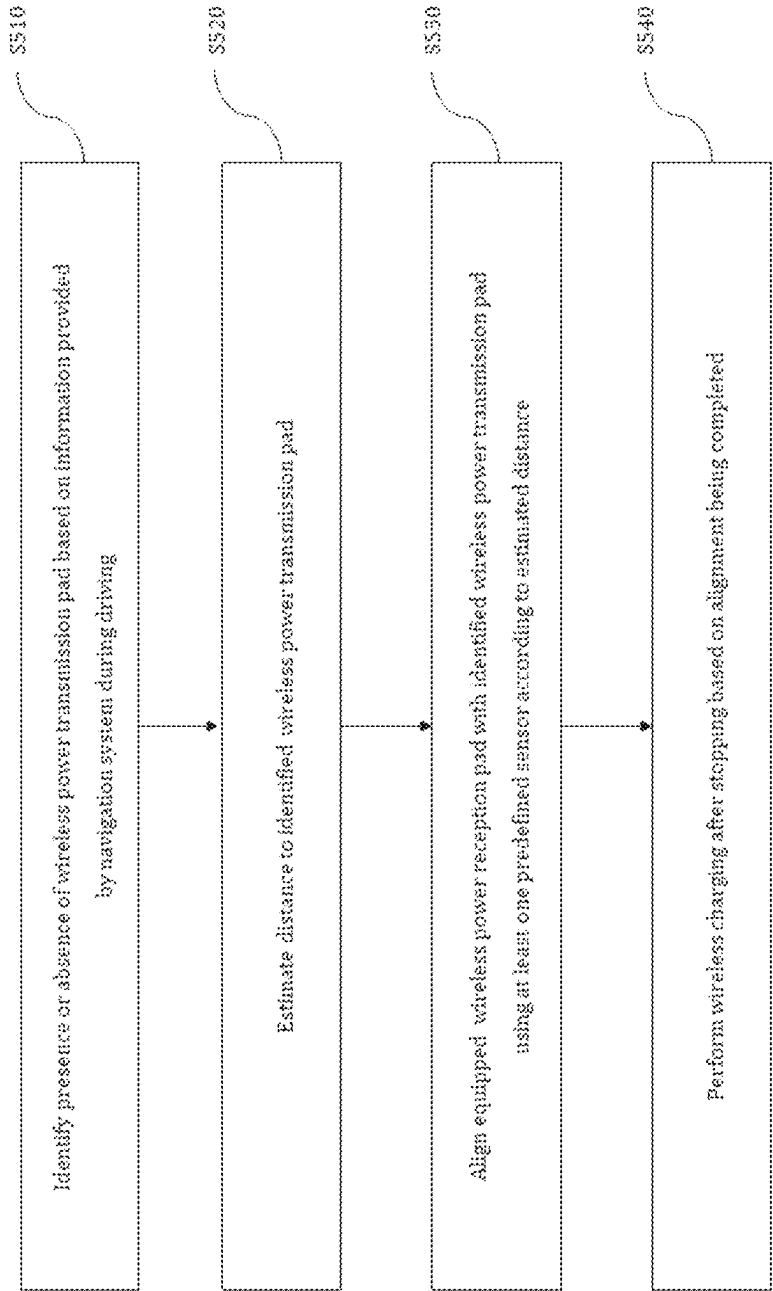 Identify presence or absence of wireless power transmission pad based on information provided
by navigation system during driving
S510
Estimate distance to identified wireless power transmission pad
S520
Align equipped wireless power reception pad with identified wireless power transmission pad
using at least one predefined sensor according to estimated distance
S530
Perform wireless charging after stopping based on alignment being completed
S540